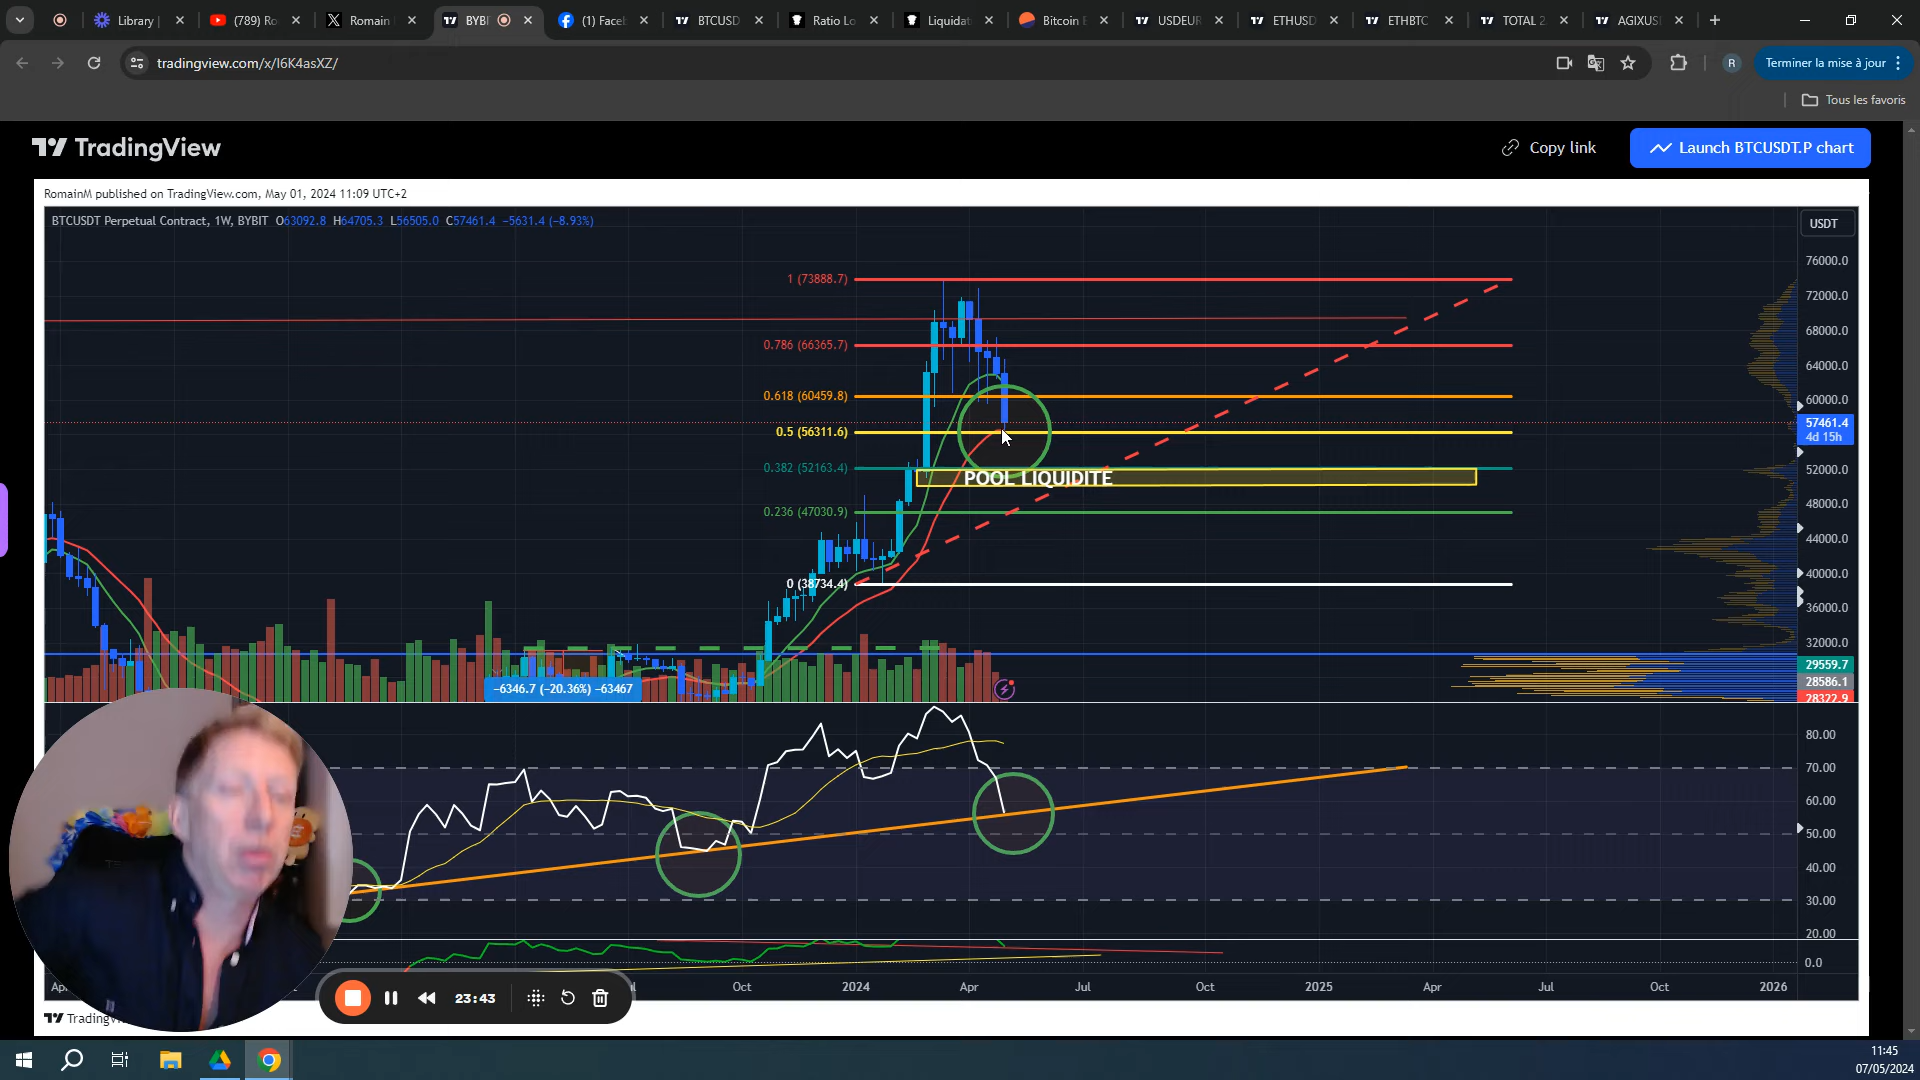 Library |
(789) Ro
Romain
BYBI
(1) Face
BTCUSD
Ratio Lo
Liquidat
Bitcoin E
USDEUR
ETHUSD
ETHBTC
TOTAL 2
AGIXUS
tradingview.com/x/I6K4asXZ/
R
Terminer la mise à jour
Tous les favoris
TradingView
Copy link
Launch BTCUSDT.P chart
RomainM published on TradingView.com, May 01, 2024 11:09 UTC+2
BTCUSDT Perpetual Contract, 1W, BYBIT O63092.8 H64705.3 L56505.0 C57461.4 −5631.4 (−8.93%)
USDT
76000.0
1 (73888.7)
72000.0
68000.0
0.786 (66365.7)
64000.0
0.618 (60459.8)
60000.0
57461.4
4d 15h
0.5 (56311.6)
0.382 (52163.4)
52000.0
POOL LIQUIDITE
48000.0
0.236 (47030.9)
44000.0
40000.0
0 (38734.4)
36000.0
32000.0
29559.7
28586.1
28322.9
−6346.7 (−20.36%) −63467
80.00
70.00
60.00
50.00
40.00
30.00
20.00
0.0
Oct
2024
Apr
Jul
Oct
2025
Apr
Jul
Oct
2026
23:43
11:45
07/05/2024